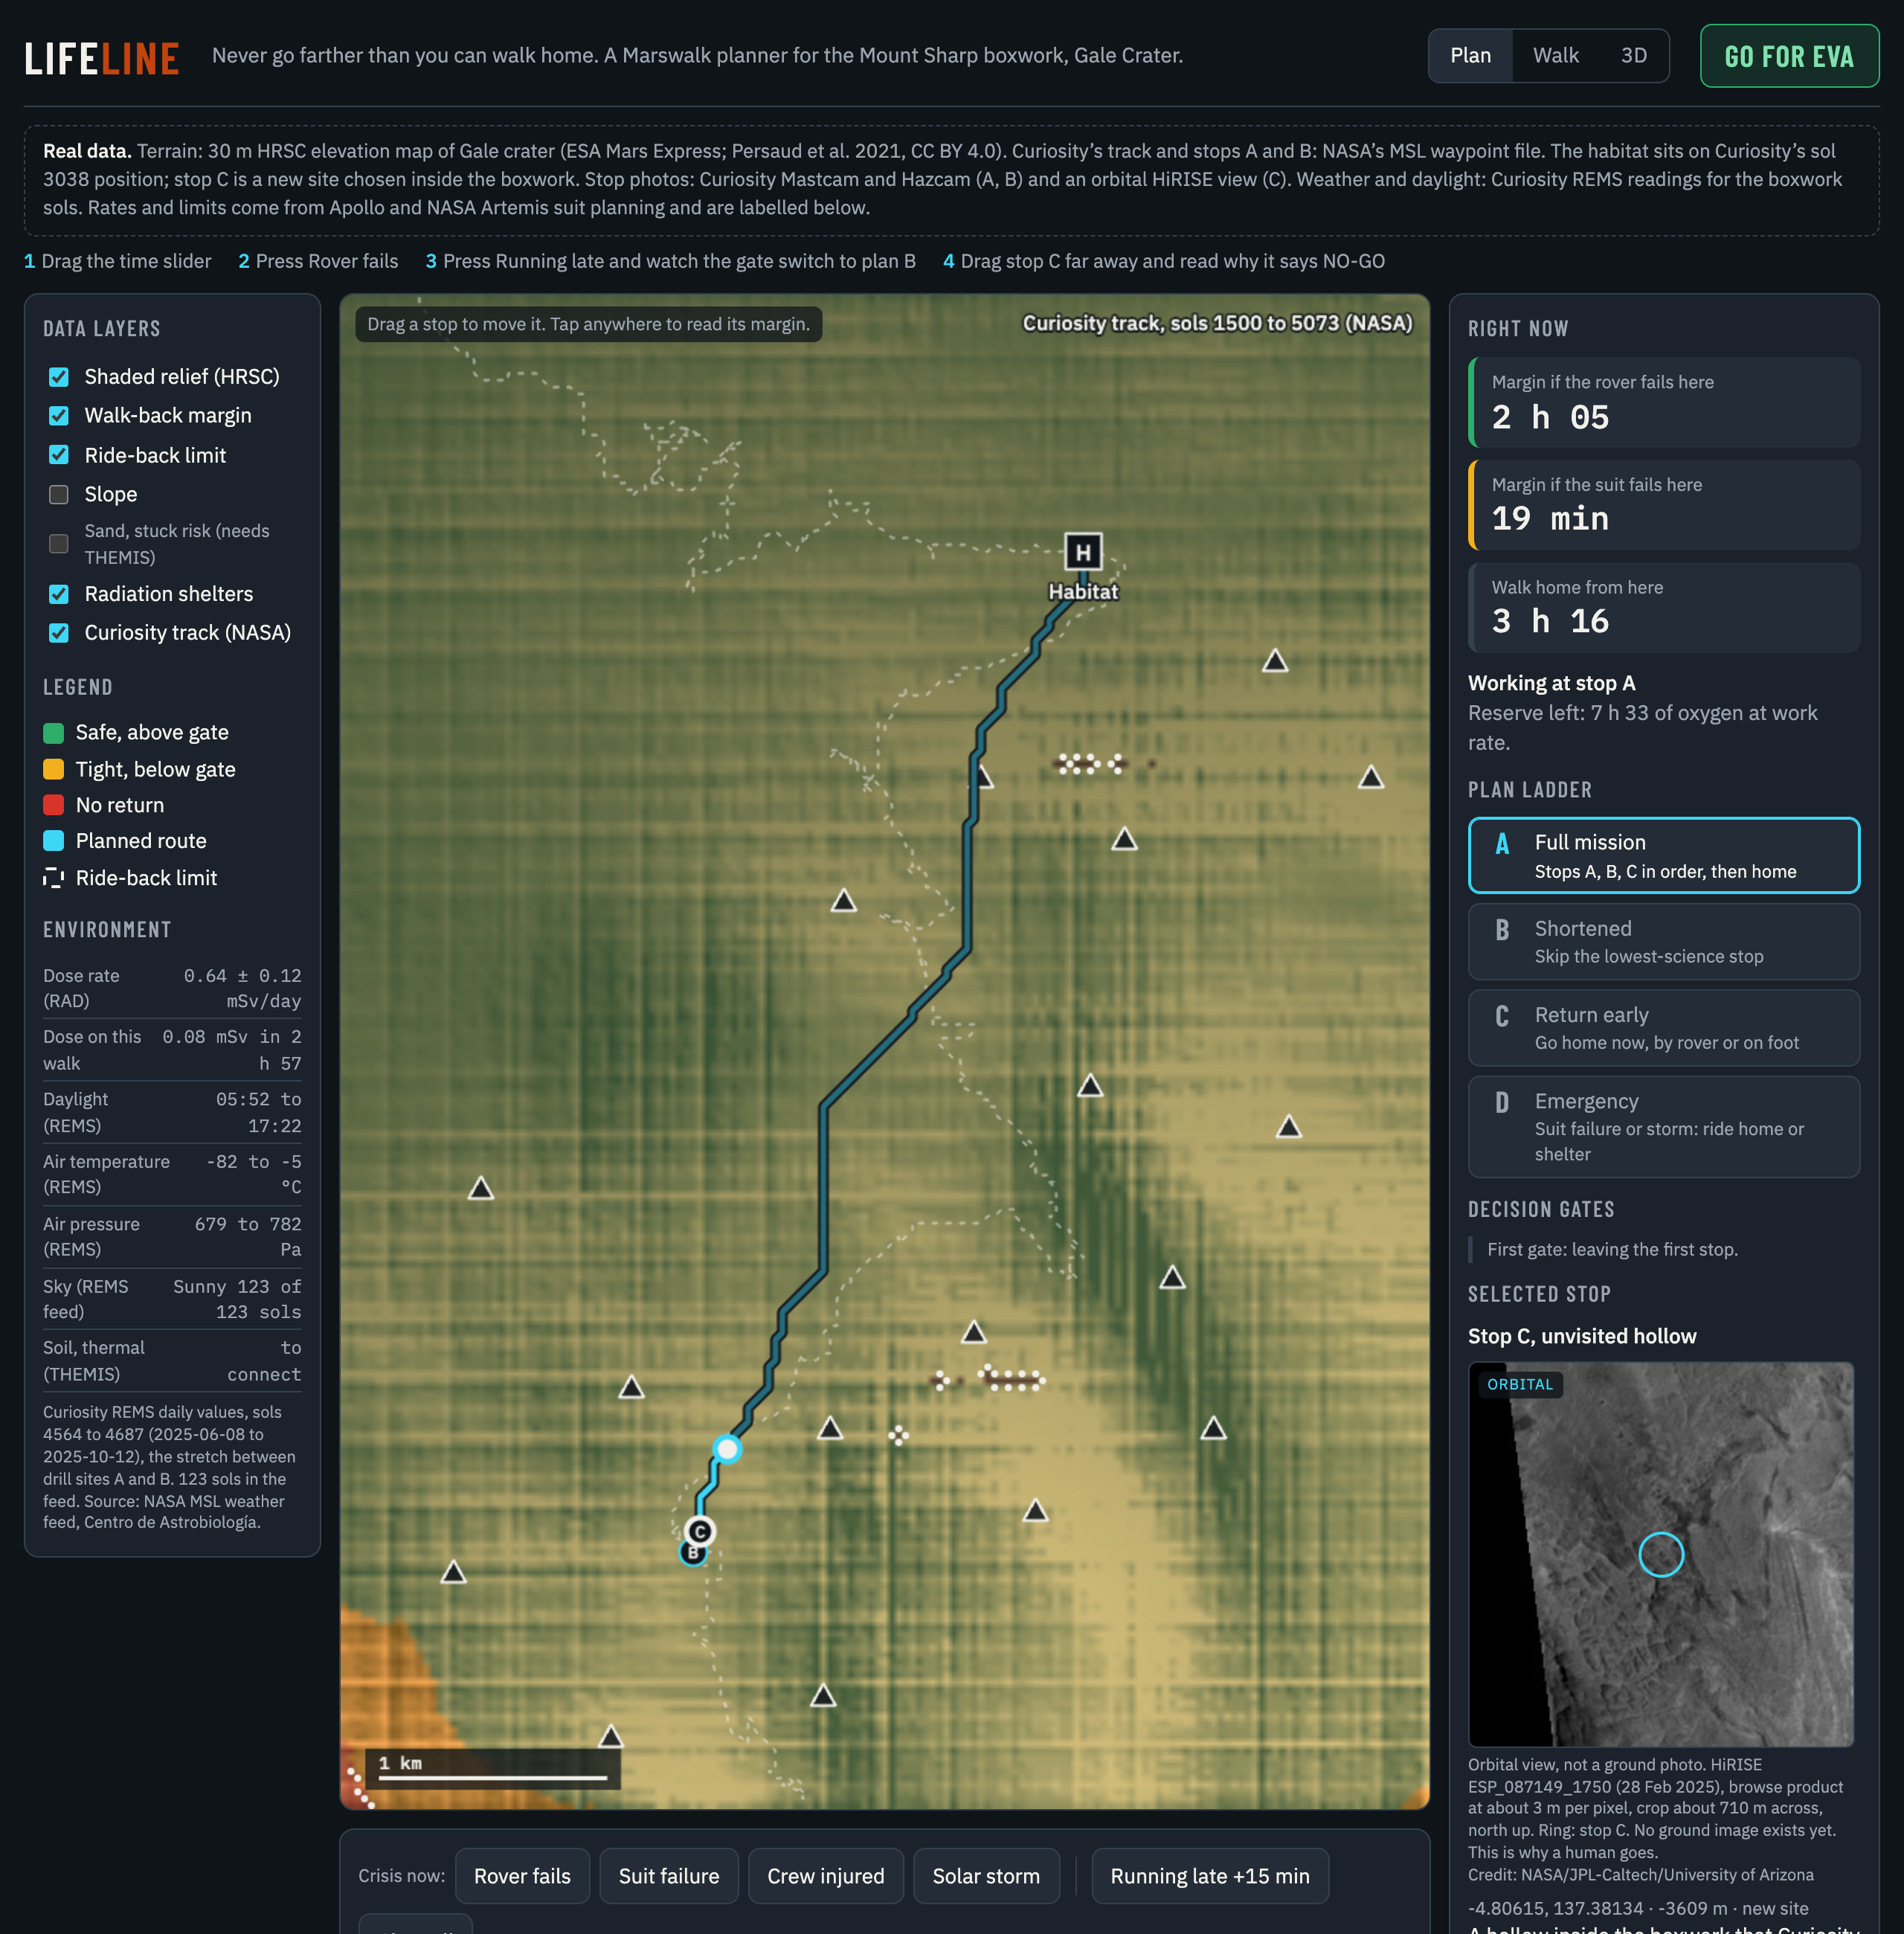 LIFELINE
Never go farther than you can walk home. A Marswalk planner for the Mount Sharp boxwork, Gale Crater.
Plan
Walk
3D
GO FOR EVA
Real data. Terrain: 30 m HRSC elevation map of Gale crater (ESA Mars Express; Persaud et al. 2021, CC BY 4.0). Curiosity’s track and stops A and B: NASA’s MSL waypoint file. The habitat sits on Curiosity’s sol
3038 position; stop C is a new site chosen inside the boxwork. Stop photos: Curiosity Mastcam and Hazcam (A, B) and an orbital HiRISE view (C). Weather and daylight: Curiosity REMS readings for the boxwork
sols. Rates and limits come from Apollo and NASA Artemis suit planning and are labelled below.
1 Drag the time slider
2 Press Rover fails
3 Press Running late and watch the gate switch to plan B
4 Drag stop C far away and read why it says NO-GO
DATA LAYERS
Shaded relief (HRSC)
Walk-back margin
Ride-back limit
Slope
Sand, stuck risk (needs
THEMIS)
Radiation shelters
Curiosity track (NASA)
LEGEND
Safe, above gate
Tight, below gate
No return
Planned route
Ride-back limit
ENVIRONMENT
Dose rate 0.64 ± 0.12
(RAD) mSv/day
Dose on this 0.08 mSv in 2
walk h 57
Daylight 05:52 to
(REMS) 17:22
Air temperature -82 to -5
(REMS) °C
Air pressure 679 to 782
(REMS) Pa
Sky (REMS Sunny 123 of
feed) 123 sols
Soil, thermal to
(THEMIS) connect
Curiosity REMS daily values, sols
4564 to 4687 (2025-06-08 to
2025-10-12), the stretch between
drill sites A and B. 123 sols in the
feed. Source: NASA MSL weather
feed, Centro de Astrobiología.
Drag a stop to move it. Tap anywhere to read its margin.
Curiosity track, sols 1500 to 5073 (NASA)
H
Habitat
C
B
1 km
Crisis now:
Rover fails
Suit failure
Crew injured
Solar storm
Running late +15 min
RIGHT NOW
Margin if the rover fails here
2 h 05
Margin if the suit fails here
19 min
Walk home from here
3 h 16
Working at stop A
Reserve left: 7 h 33 of oxygen at work
rate.
PLAN LADDER
A Full mission
Stops A, B, C in order, then home
B Shortened
Skip the lowest-science stop
C Return early
Go home now, by rover or on foot
D Emergency
Suit failure or storm: ride home or
shelter
DECISION GATES
First gate: leaving the first stop.
SELECTED STOP
Stop C, unvisited hollow
ORBITAL
Orbital view, not a ground photo. HiRISE
ESP_087149_1750 (28 Feb 2025), browse product
at about 3 m per pixel, crop about 710 m across,
north up. Ring: stop C. No ground image exists yet.
This is why a human goes.
Credit: NASA/JPL-Caltech/University of Arizona
-4.80615, 137.38134 · -3609 m · new site
A hollow inside the boxwork that Curiosity